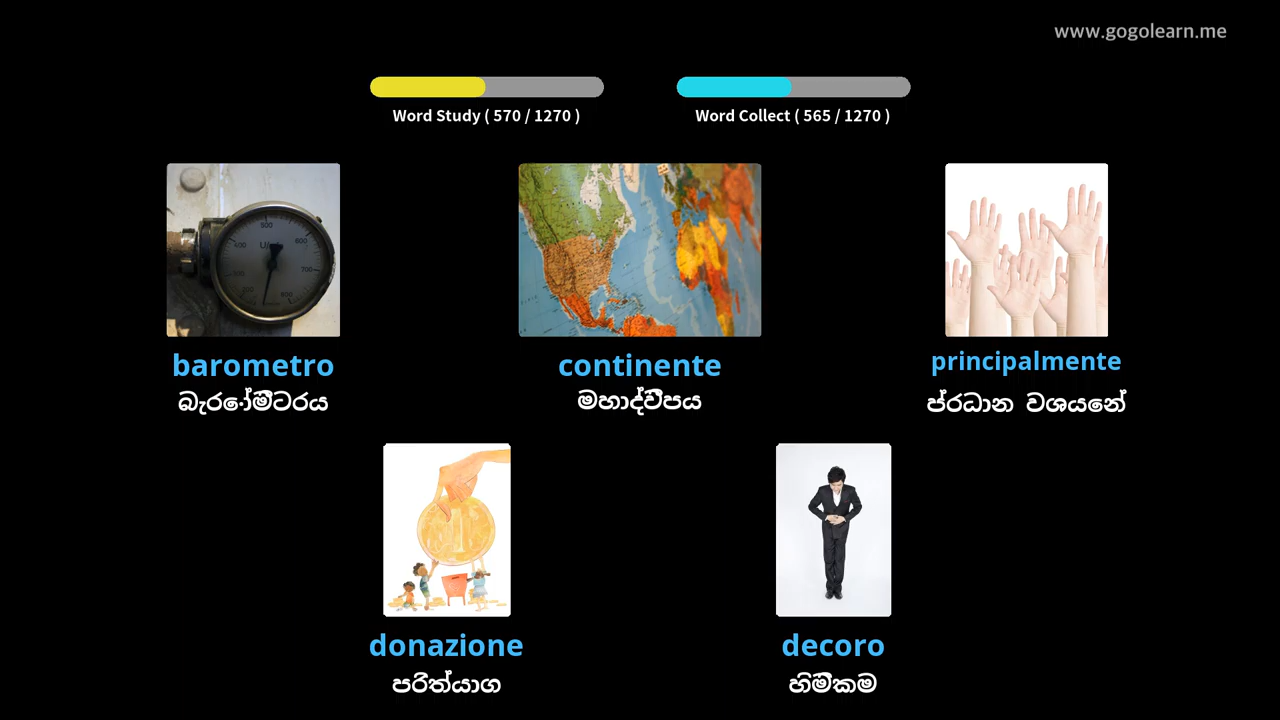 www.gogolearn.me
Word Study ( 570 / 1270 )
Word Collect ( 565 / 1270 )
barometro
continente
principalmente
බැරෝමීටරය
මහාද්වීපය
ප්රධාන වශයනේ
donazione
decoro
පරිත්යාග
හිමිකම